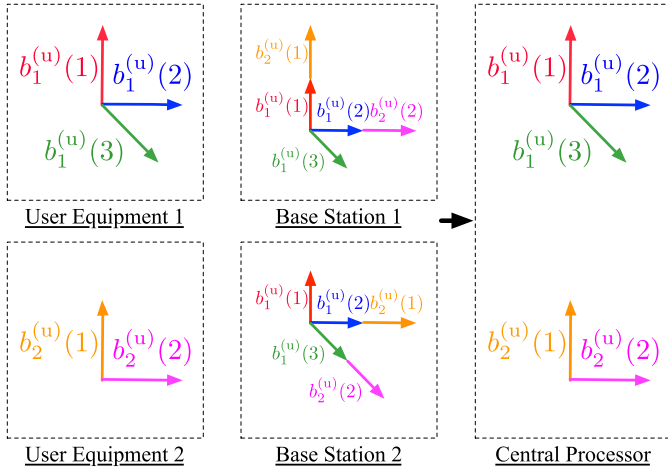 b_1^{(u)}(1)
b_1^{(u)}(2)
b_1^{(u)}(3)
User Equipment 1
b_2^{(u)}(1)
b_1^{(u)}(1)
b_1^{(u)}(2) b_2^{(u)}(2)
b_1^{(u)}(3)
Base Station 1
b_1^{(u)}(1)
b_1^{(u)}(2)
b_1^{(u)}(3)
b_2^{(u)}(1)
b_2^{(u)}(2)
User Equipment 2
b_1^{(u)}(1)
b_1^{(u)}(2) b_2^{(u)}(1)
b_1^{(u)}(3)
b_2^{(u)}(2)
Base Station 2
b_2^{(u)}(1)
b_2^{(u)}(2)
Central Processor